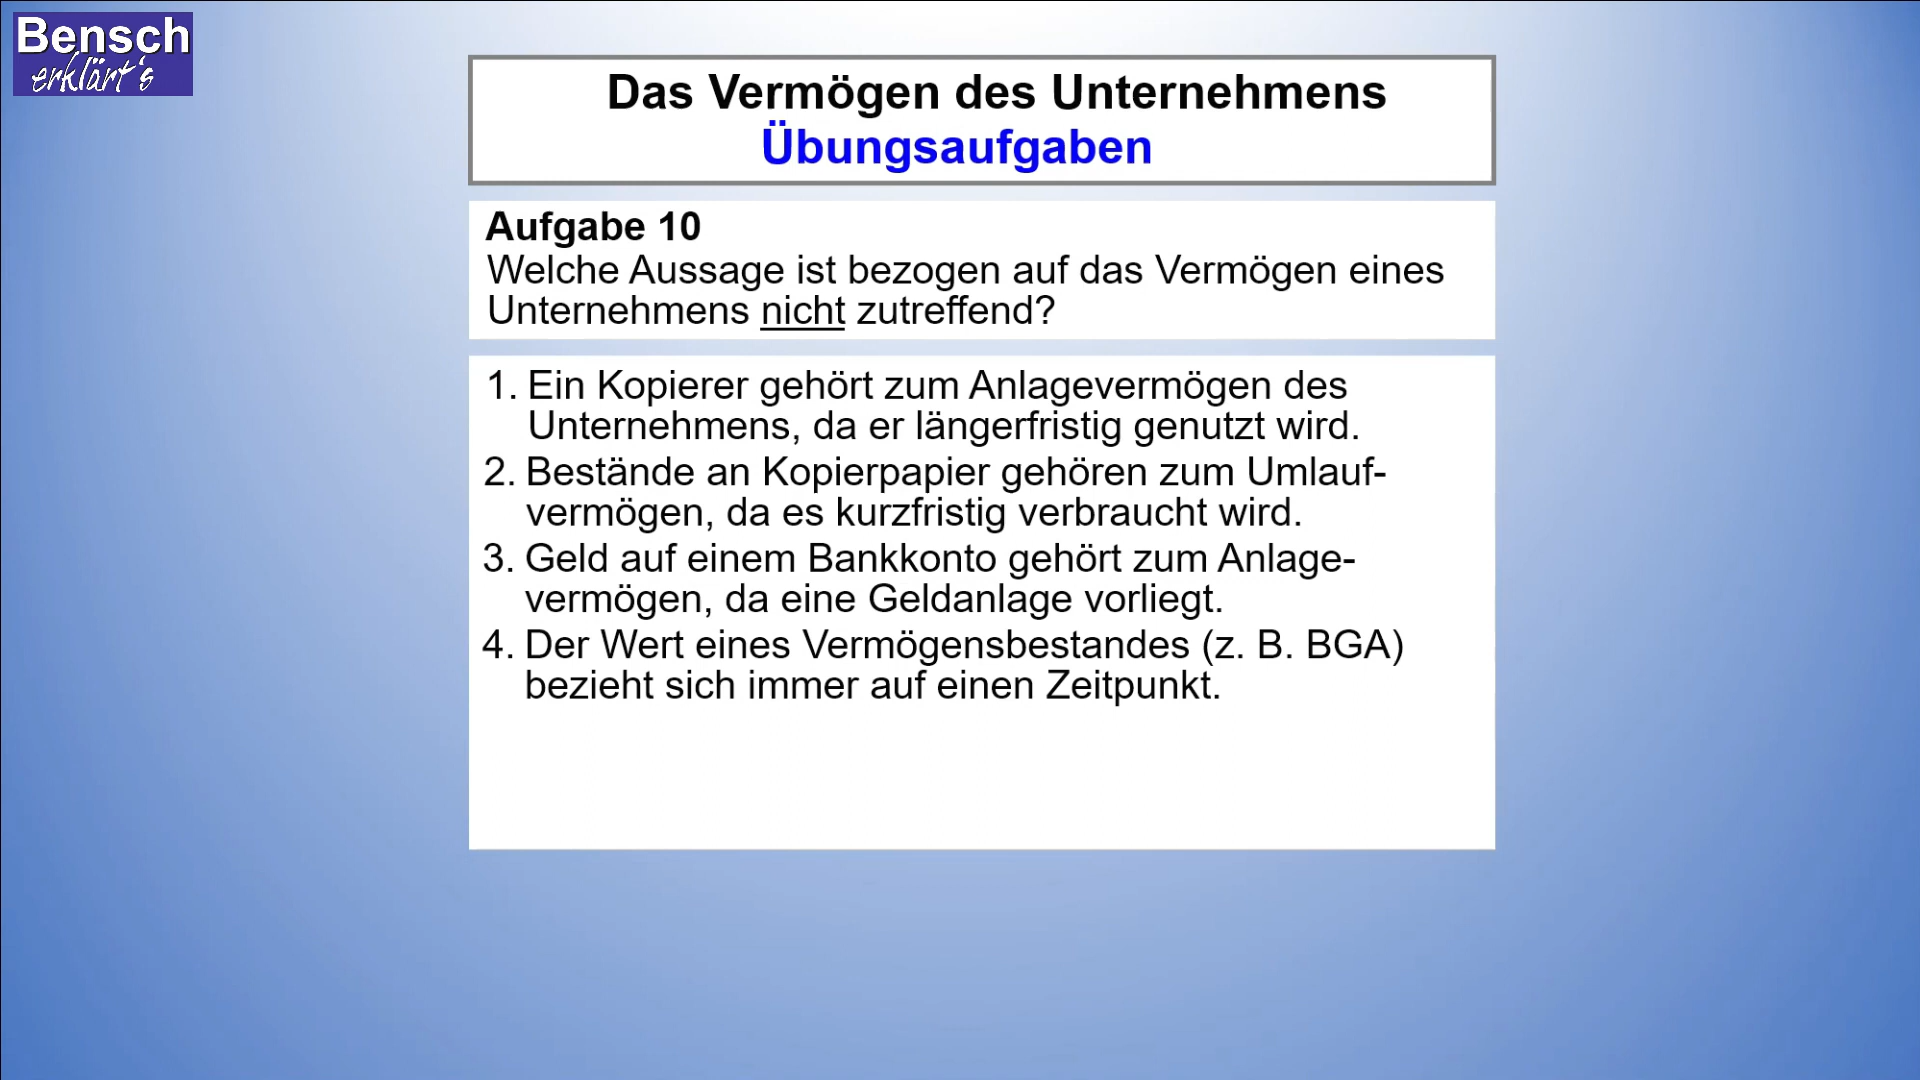 Bensch
erklärt's
Das Vermögen des Unternehmens
Übungsaufgaben
Aufgabe 10
Welche Aussage ist bezogen auf das Vermögen eines
Unternehmens nicht zutreffend?
1. Ein Kopierer gehört zum Anlagevermögen des
Unternehmens, da er längerfristig genutzt wird.
2. Bestände an Kopierpapier gehören zum Umlauf-
vermögen, da es kurzfristig verbraucht wird.
3. Geld auf einem Bankkonto gehört zum Anlage-
vermögen, da eine Geldanlage vorliegt.
4. Der Wert eines Vermögensbestandes (z. B. BGA)
bezieht sich immer auf einen Zeitpunkt.